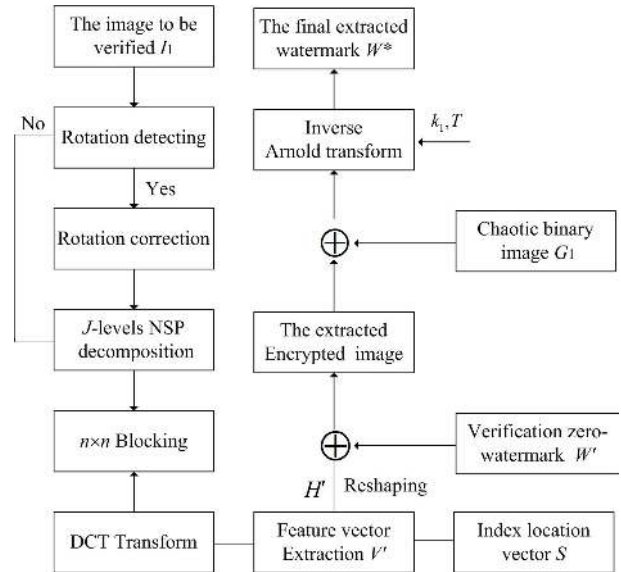 The image to be
verified I1
No
Rotation detecting
Yes
Rotation correction
J-levels NSP
decomposition
n×n Blocking
DCT Transform
The final extracted
watermark W*
Inverse
Arnold transform
k1,T
Chaotic binary
image G1
The extracted
Encrypted image
Verification zero-
watermark W'
H' Reshaping
Feature vector
Extraction V'
Index location
vector S